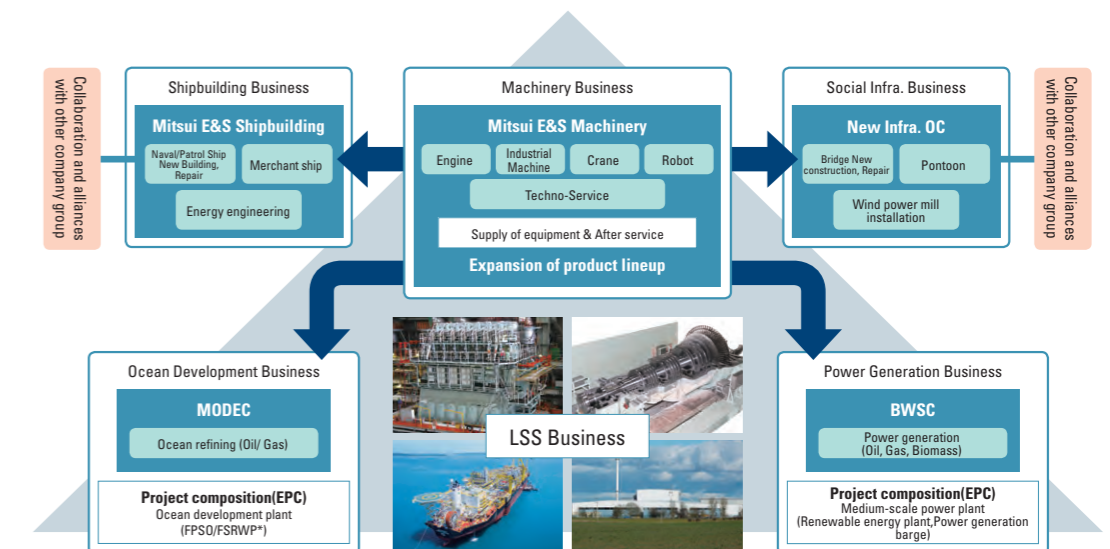 Collaboration and alliances
with other company group
Shipbuilding Business
Mitsui E&S Shipbuilding
Naval/Patrol Ship
New Building,
Repair
Merchant ship
Energy engineering
Machinery Business
Mitsui E&S Machinery
Engine
Industrial
Machine
Crane
Robot
Techno-Service
Supply of equipment & After service
Expansion of product lineup
Social Infra. Business
New Infra. OC
Bridge New
construction, Repair
Pontoon
Wind power mill
installation
Collaboration and alliances
with other company group
Ocean Development Business
MODEC
Ocean refining (Oil/ Gas)
Project composition(EPC)
Ocean development plant
(FPSO/FSRWP*)
LSS Business
Power Generation Business
BWSC
Power generation
(Oil, Gas, Biomass)
Project composition(EPC)
Medium-scale power plant
(Renewable energy plant,Power generation
barge)